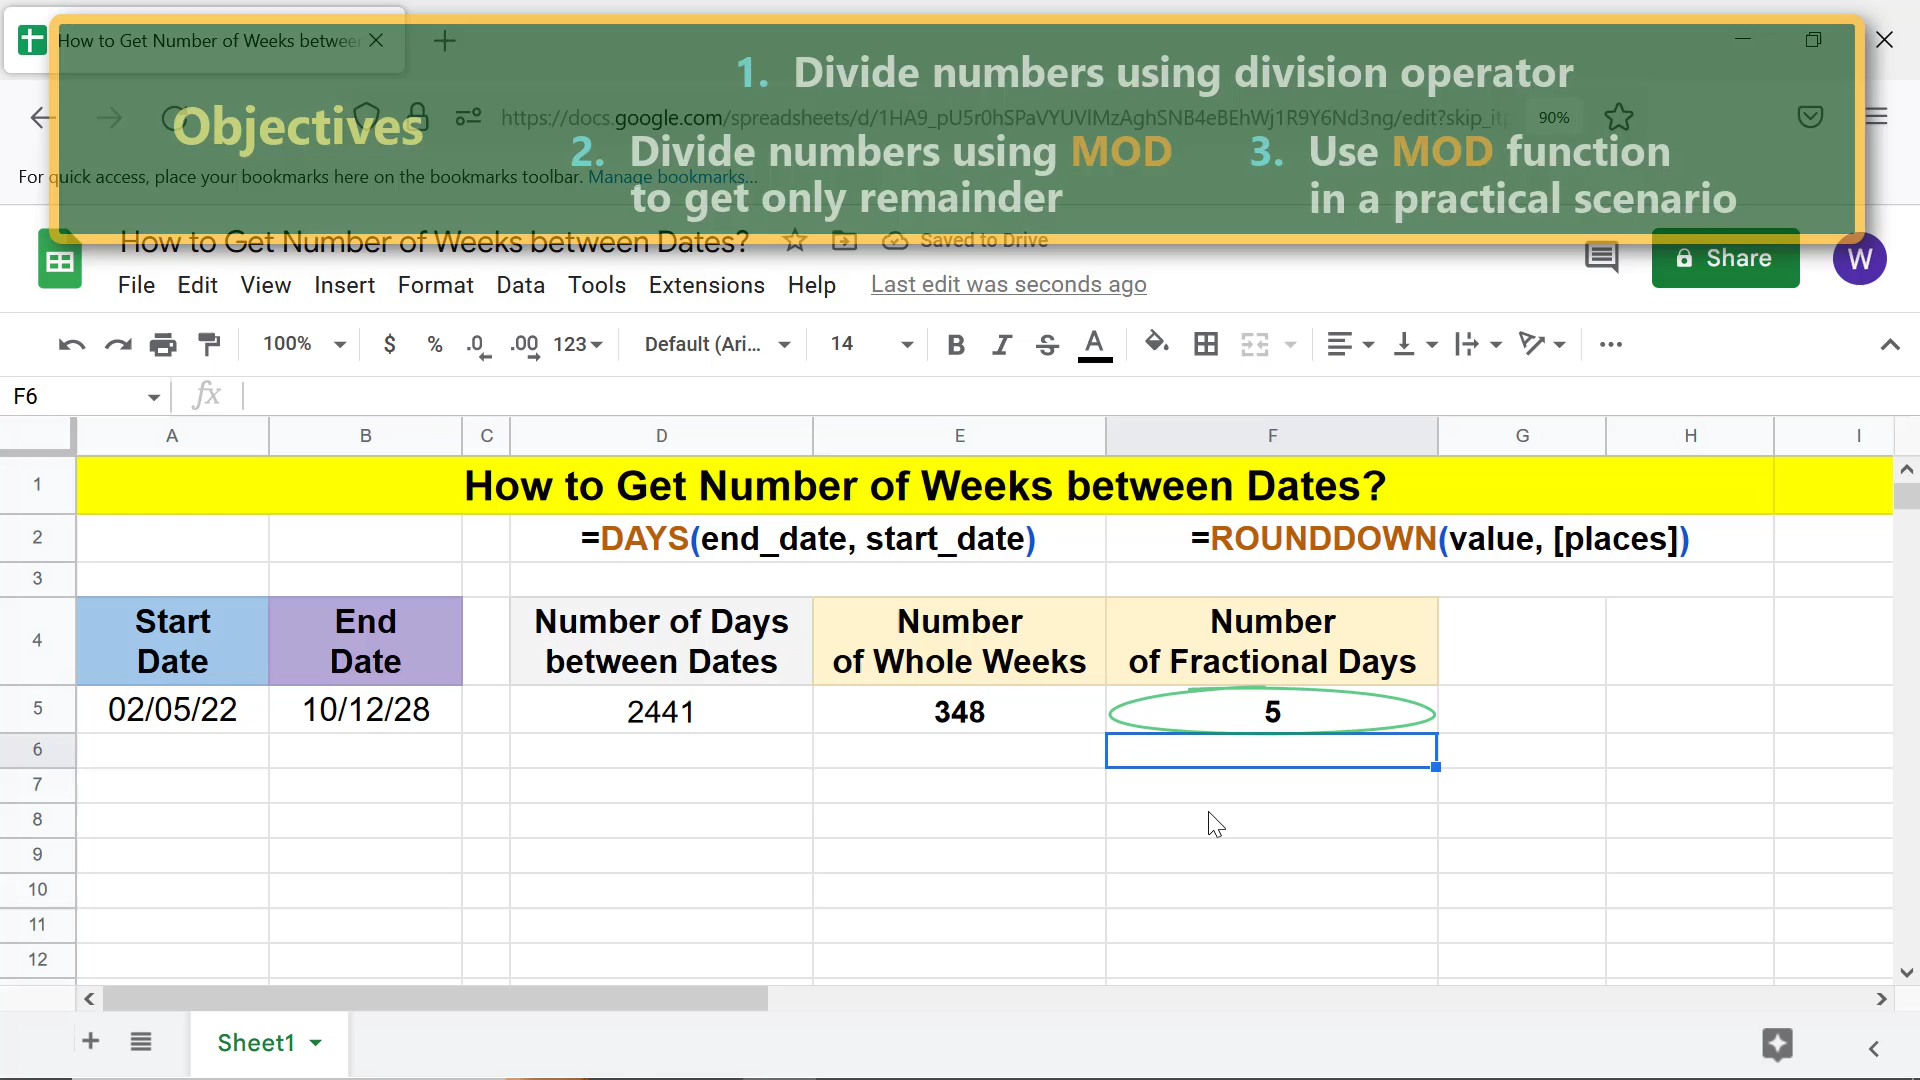 How to Get Number of Weeks betwee
1. Divide numbers using division operator
Objectives
2. Divide numbers using MOD
to get only remainder
3. Use MOD function
in a practical scenario
https://docs.google.com/spreadsheets/d/1HA9_pU5r0hSPaVYUVlMzAghSNB4eBEhWj1R9Y6Nd3ng/edit?skip_it
90%
For quick access, place your bookmarks here on the bookmarks toolbar. Manage bookmarks...
How to Get Number of Weeks between Dates?
Saved to Drive
Share
W
File Edit View Insert Format Data Tools Extensions Help Last edit was seconds ago
100% $ % .0 .00 123 Default (Ari... 14 B I S A
F6 fx
A B C D E F G H I
1 How to Get Number of Weeks between Dates?
2 =DAYS(end_date, start_date) =ROUNDDOWN(value, [places])
3
4
Start
Date
End
Date
Number of Days
between Dates
Number
of Whole Weeks
Number
of Fractional Days
5 02/05/22 10/12/28 2441 348 5
6
7
8
9
10
11
12
Sheet1